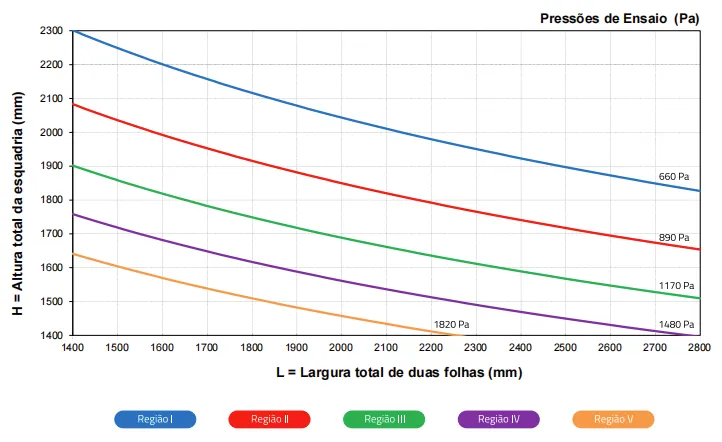 Pressões de Ensaio (Pa)
H = Altura total da esquadria (mm)
2300
2200
2100
2000
1900
1800
1700
1600
1500
1400
660 Pa
890 Pa
1170 Pa
1820 Pa
1480 Pa
1400 1500 1600 1700 1800 1900 2000 2100 2200 2300 2400 2500 2600 2700 2800
L = Largura total de duas folhas (mm)
Região I Região II Região III Região IV Região V